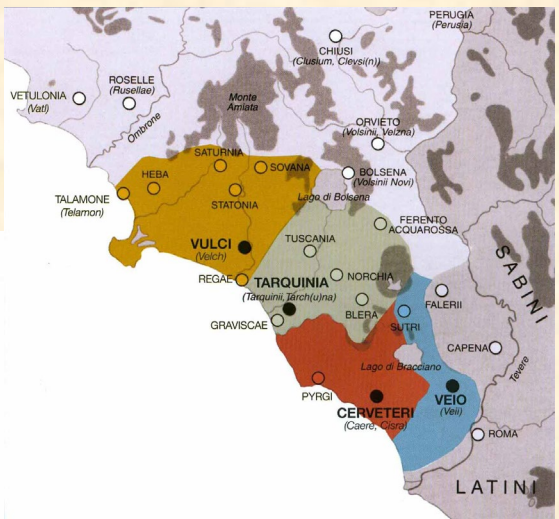 PERUGIA
(Perusia)
CHIUSI
(Clusium, Clevsi(n))
ROSELLE
(Rusellae)
VETULONIA
(Vatl)
Monte
Amiata
Ombrone
ORVIETO
(Volsinii, Velzna)
SATURNIA
SOVANA
BOLSENA
(Volsinii Novi)
HEBA
TALAMONE
(Telamon)
STATONIA
Lago di Bolsena
FERENTO
ACQUAROSSA
VULCI
(Velch)
TUSCANIA
SABINI
REGAE
TARQUINIA
(Tarquinii, Tarch(u)na)
NORCHIA
FALERII
GRAVISCAE
BLERA
SUTRI
CAPENA
Lago di Bracciano
Tevere
PYRGI
VEIO
(Veii)
CERVETERI
(Caere, Cisra)
ROMA
LATINI